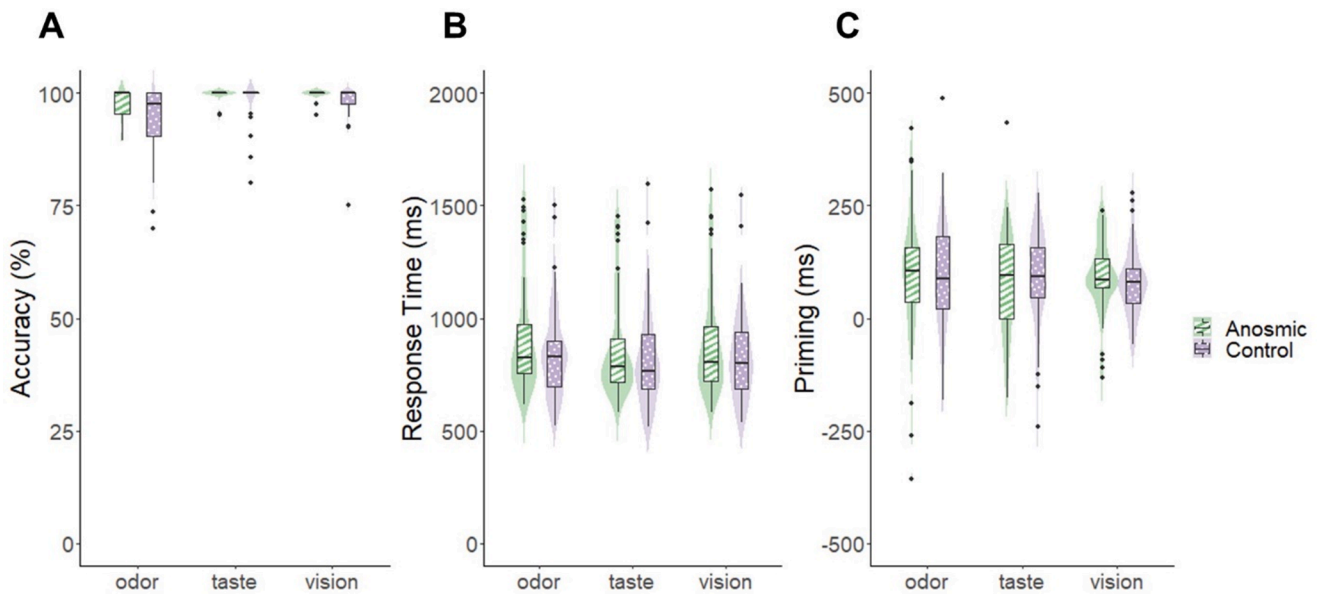 A
Accuracy (%)
100
75
50
25
0
odor taste vision
B
Response Time (ms)
2000
1500
1000
500
0
odor taste vision
C
Priming (ms)
500
250
0
-250
-500
odor taste vision
Anosmic
Control